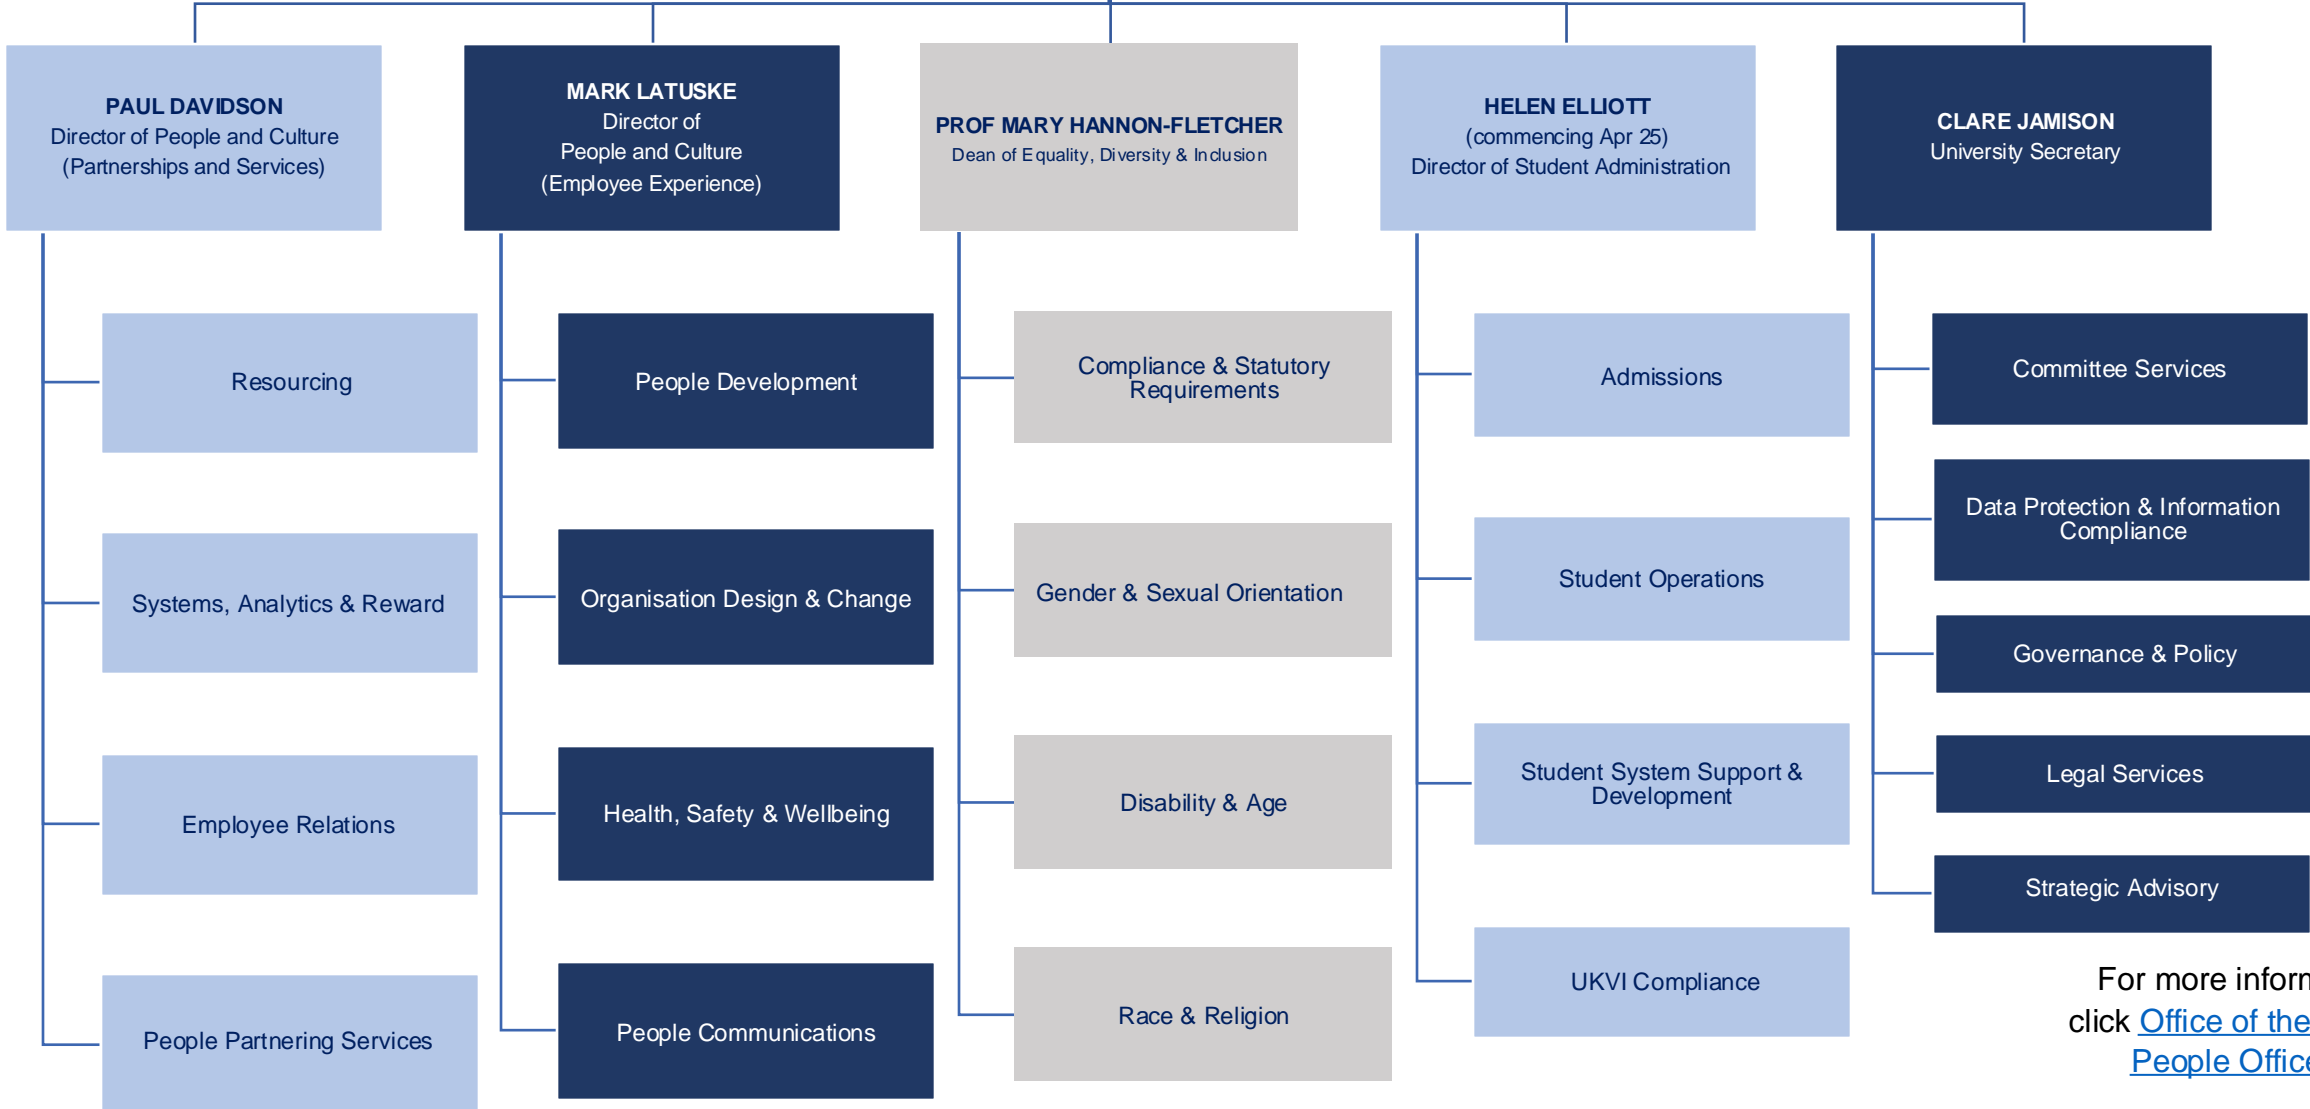 PAUL DAVIDSON
Director of People and Culture
(Partnerships and Services)
Resourcing
Systems, Analytics & Reward
Employee Relations
People Partnering Services
MARK LATUSKE
Director of
People and Culture
(Employee Experience)
People Development
Organisation Design & Change
Health, Safety & Wellbeing
People Communications
PROF MARY HANNON-FLETCHER
Dean of Equality, Diversity & Inclusion
Compliance & Statutory
Requirements
Gender & Sexual Orientation
Disability & Age
Race & Religion
HELEN ELLIOTT
(commencing Apr 25)
Director of Student Administration
Admissions
Student Operations
Student System Support &
Development
UKVI Compliance
CLARE JAMISON
University Secretary
Committee Services
Data Protection & Information
Compliance
Governance & Policy
Legal Services
Strategic Advisory
For more inform
click Office of the
People Office